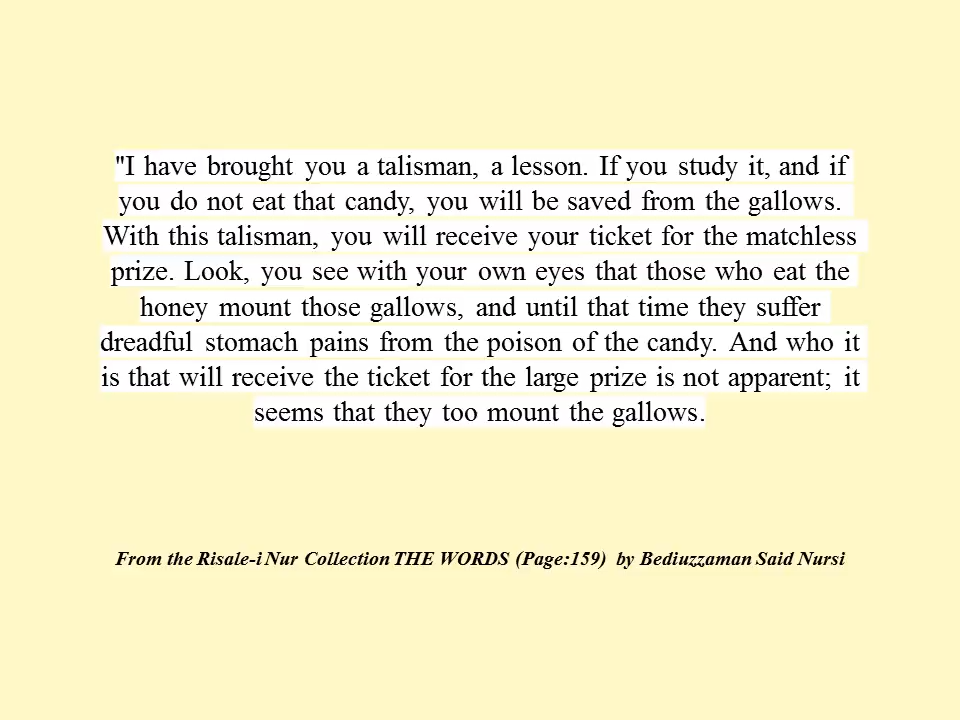 "I have brought you a talisman, a lesson. If you study it, and if
you do not eat that candy, you will be saved from the gallows.
With this talisman, you will receive your ticket for the matchless
prize. Look, you see with your own eyes that those who eat the
honey mount those gallows, and until that time they suffer
dreadful stomach pains from the poison of the candy. And who it
is that will receive the ticket for the large prize is not apparent; it
seems that they too mount the gallows.
From the Risale-i Nur Collection THE WORDS (Page:159) by Bediuzzaman Said Nursi